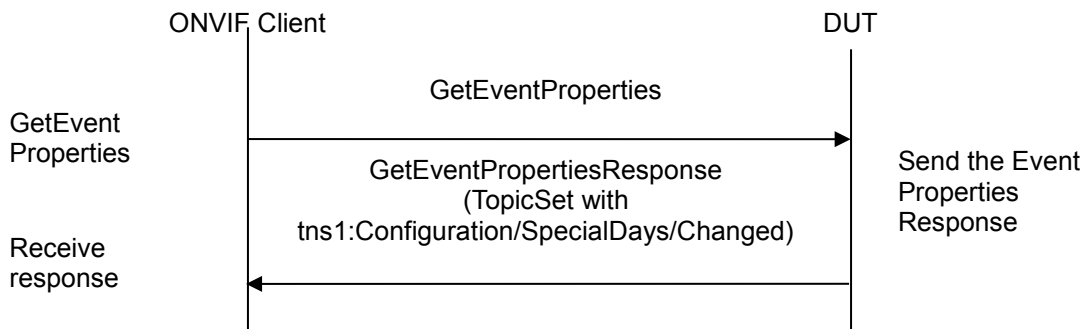 ONVIF Client
DUT
GetEventProperties
GetEvent
Properties
GetEventPropertiesResponse
(TopicSet with
tns1:Configuration/SpecialDays/Changed)
Send the Event
Properties
Response
Receive
response